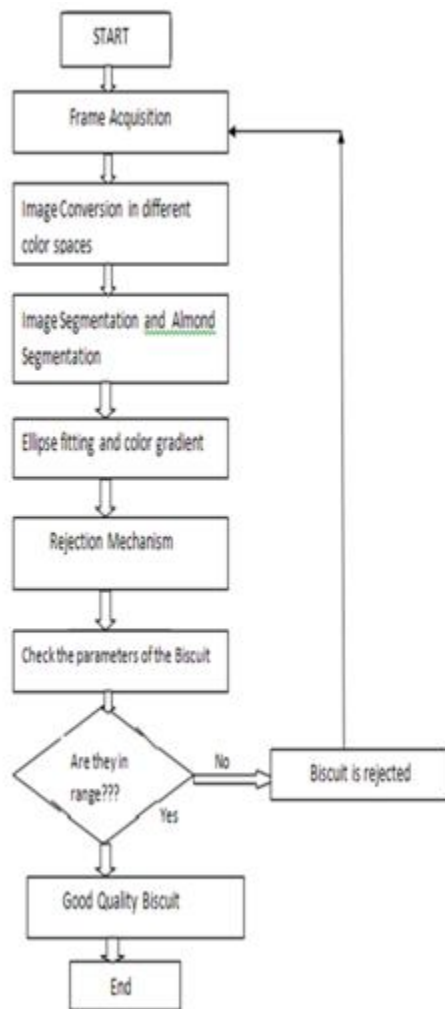 START
Frame Acquisition
Image Conversion in different
color spaces
Image Segmentation and Almond
Segmentation
Ellipse fitting and color gradient
Rejection Mechanism
Check the parameters of the Biscuit
Are they in
range???
No
Biscuit is rejected
Yes
Good Quality Biscuit
End